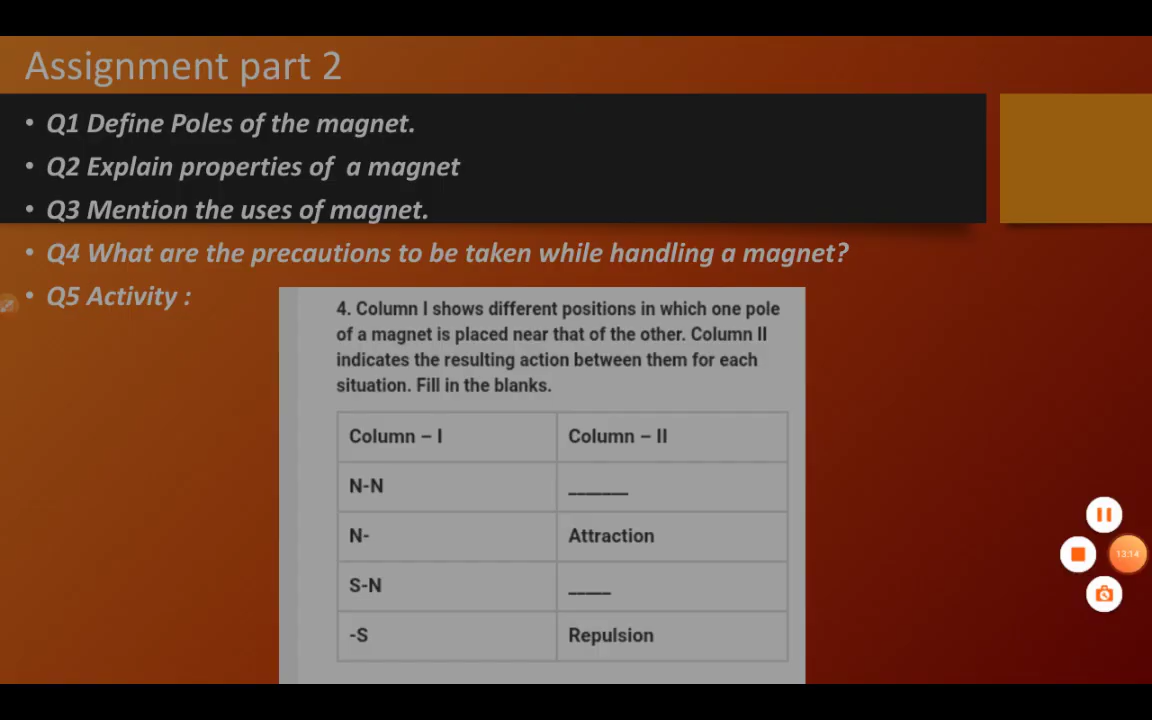 Assignment part 2
• Q1 Define Poles of the magnet.
• Q2 Explain properties of a magnet
• Q3 Mention the uses of magnet.
• Q4 What are the precautions to be taken while handling a magnet?
• Q5 Activity :
4. Column I shows different positions in which one pole
of a magnet is placed near that of the other. Column II
indicates the resulting action between them for each
situation. Fill in the blanks.
Column – I Column – II
N-N _______
N- Attraction
S-N _____
-S Repulsion
13:14